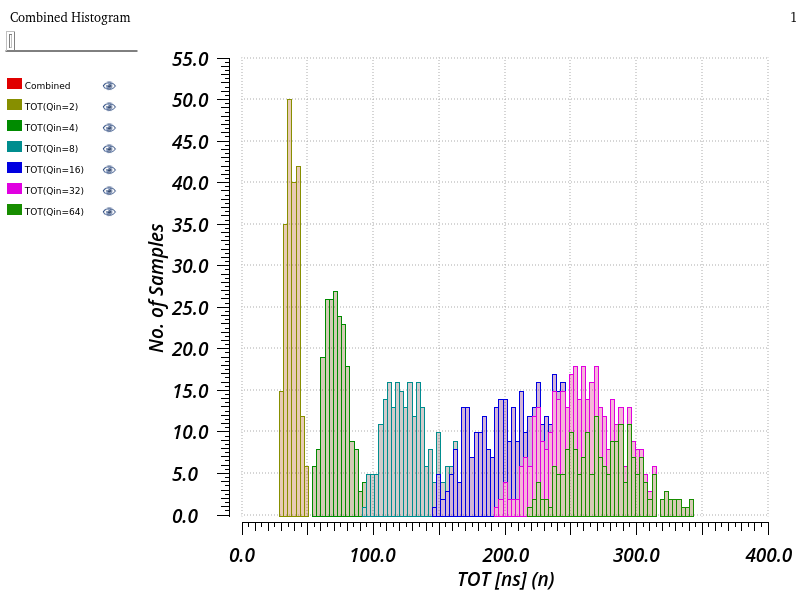 Combined Histogram
1
Combined
TOT(Qin=2)
TOT(Qin=4)
TOT(Qin=8)
TOT(Qin=16)
TOT(Qin=32)
TOT(Qin=64)
No. of Samples
55.0
50.0
45.0
40.0
35.0
30.0
25.0
20.0
15.0
10.0
5.0
0.0
0.0 100.0 200.0 300.0 400.0
TOT [ns] (n)